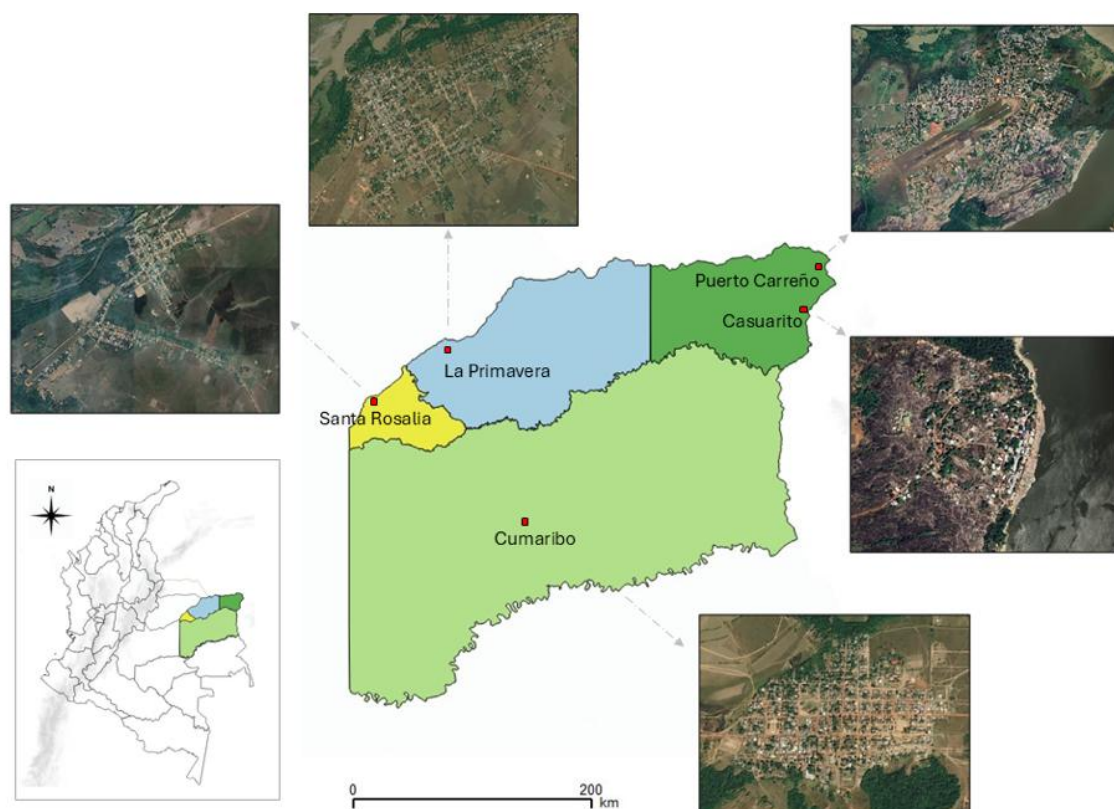 Puerto Carreño
Casuarito
La Primavera
Santa Rosalia
Cumaribo
N
0
200
km